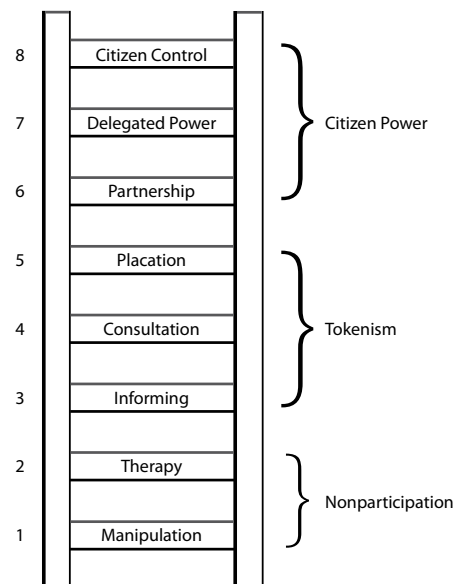 8 Citizen Control
7 Delegated Power Citizen Power
6 Partnership
5 Placation
4 Consultation Tokenism
3 Informing
2 Therapy
Nonparticipation
1 Manipulation